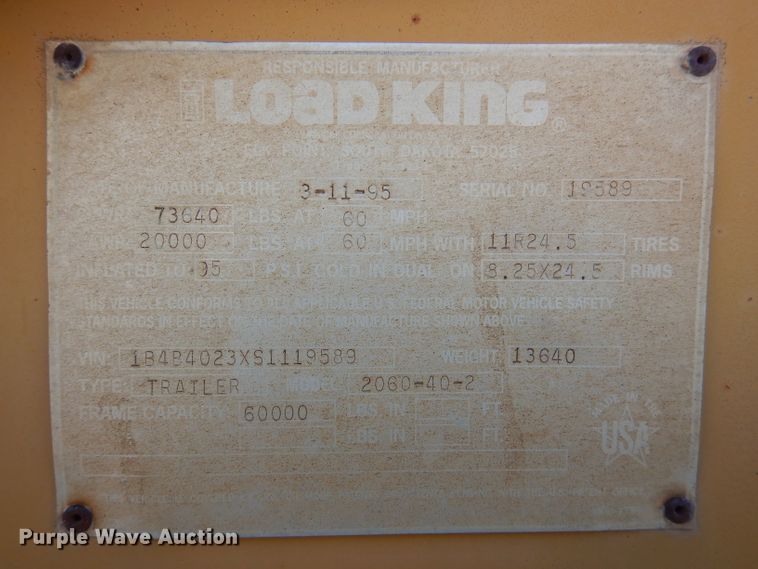 RESPONSIBLE MANUFACTURER
LOAD KING ®
ELK POINT, SOUTH DAKOTA 57025
DATE OF MANUFACTURE 3-11-95 SERIAL NO. 19589
GVWR 73640 LBS AT 60 MPH
GAWR 20000 LBS AT 60 MPH WITH 11R24.5 TIRES
INFLATED TO 95 P.S.I. COLD IN DUAL ON 8.25X24.5 RIMS
THIS VEHICLE CONFORMS TO ALL APPLICABLE U.S. FEDERAL MOTOR VEHICLE SAFETY
STANDARDS IN EFFECT ON THE DATE OF MANUFACTURE SHOWN ABOVE.
VIN: 1B4B4023XS1119589 WEIGHT 13640
TYPE TRAILER MODEL 2060-40-2
FRAME CAPACITY 60000 LBS IN FT
LBS IN FT
MADE IN THE
USA
Purple Wave Auction